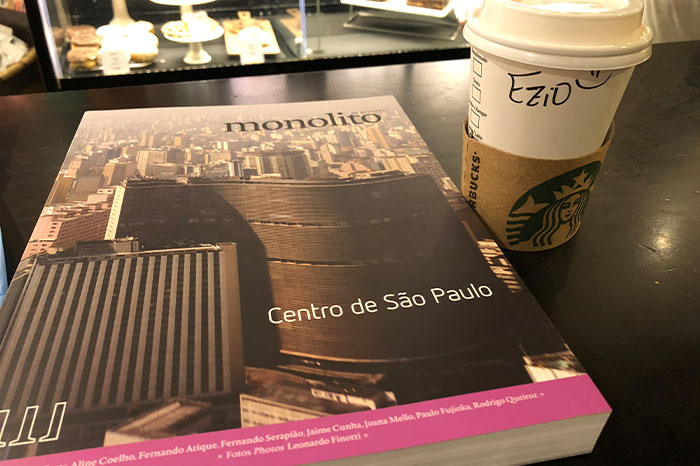 monolito
Centro de São Paulo
Aline Coelho, Fernando Atique, Fernando Serapião, Jaime Cunha, Joana Mello, Paulo Fujioka, Rodrigo Queiroz •
• Fotos Photos Leonardo Finotti •
EZIO
RBUCKS